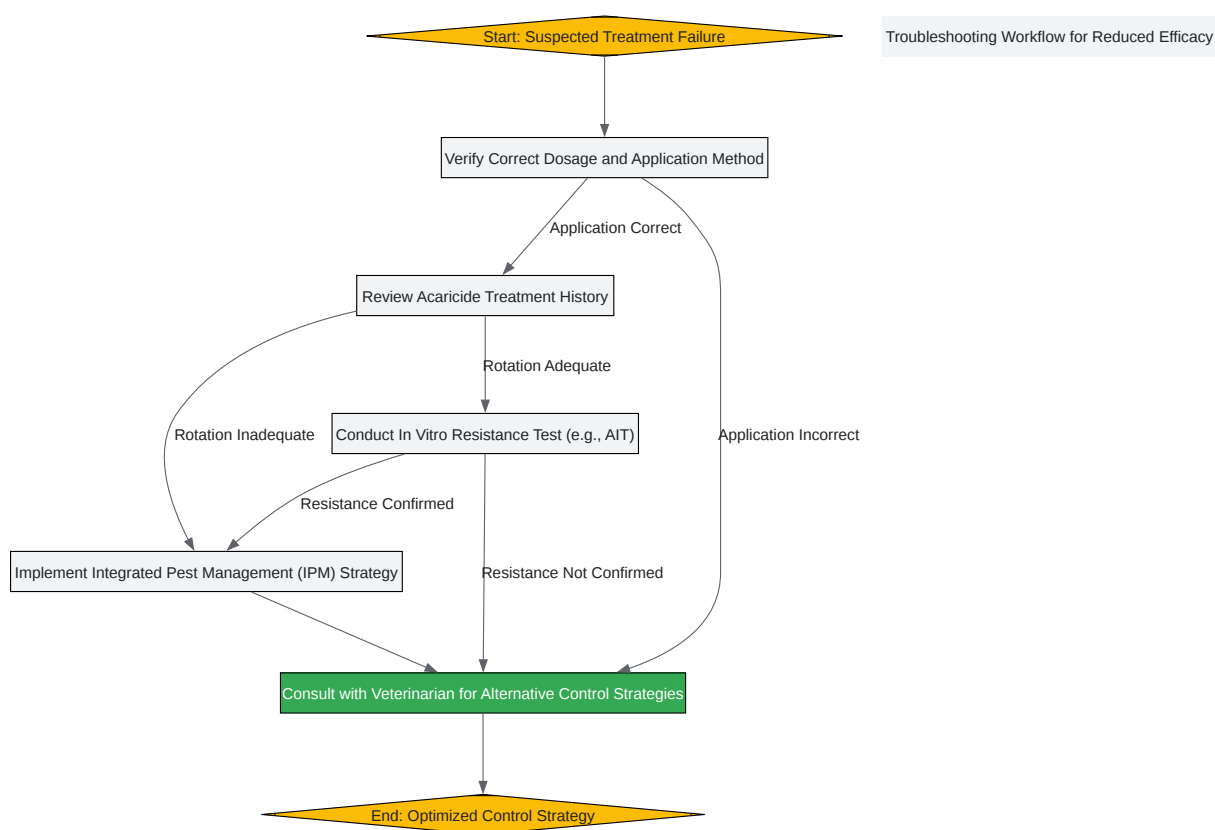 Start: Suspected Treatment Failure
Troubleshooting Workflow for Reduced Efficacy
Verify Correct Dosage and Application Method
Application Correct
Review Acaricide Treatment History
Rotation Adequate
Rotation Inadequate
Conduct In Vitro Resistance Test (e.g., AIT)
Application Incorrect
Resistance Confirmed
Implement Integrated Pest Management (IPM) Strategy
Resistance Not Confirmed
Consult with Veterinarian for Alternative Control Strategies
End: Optimized Control Strategy